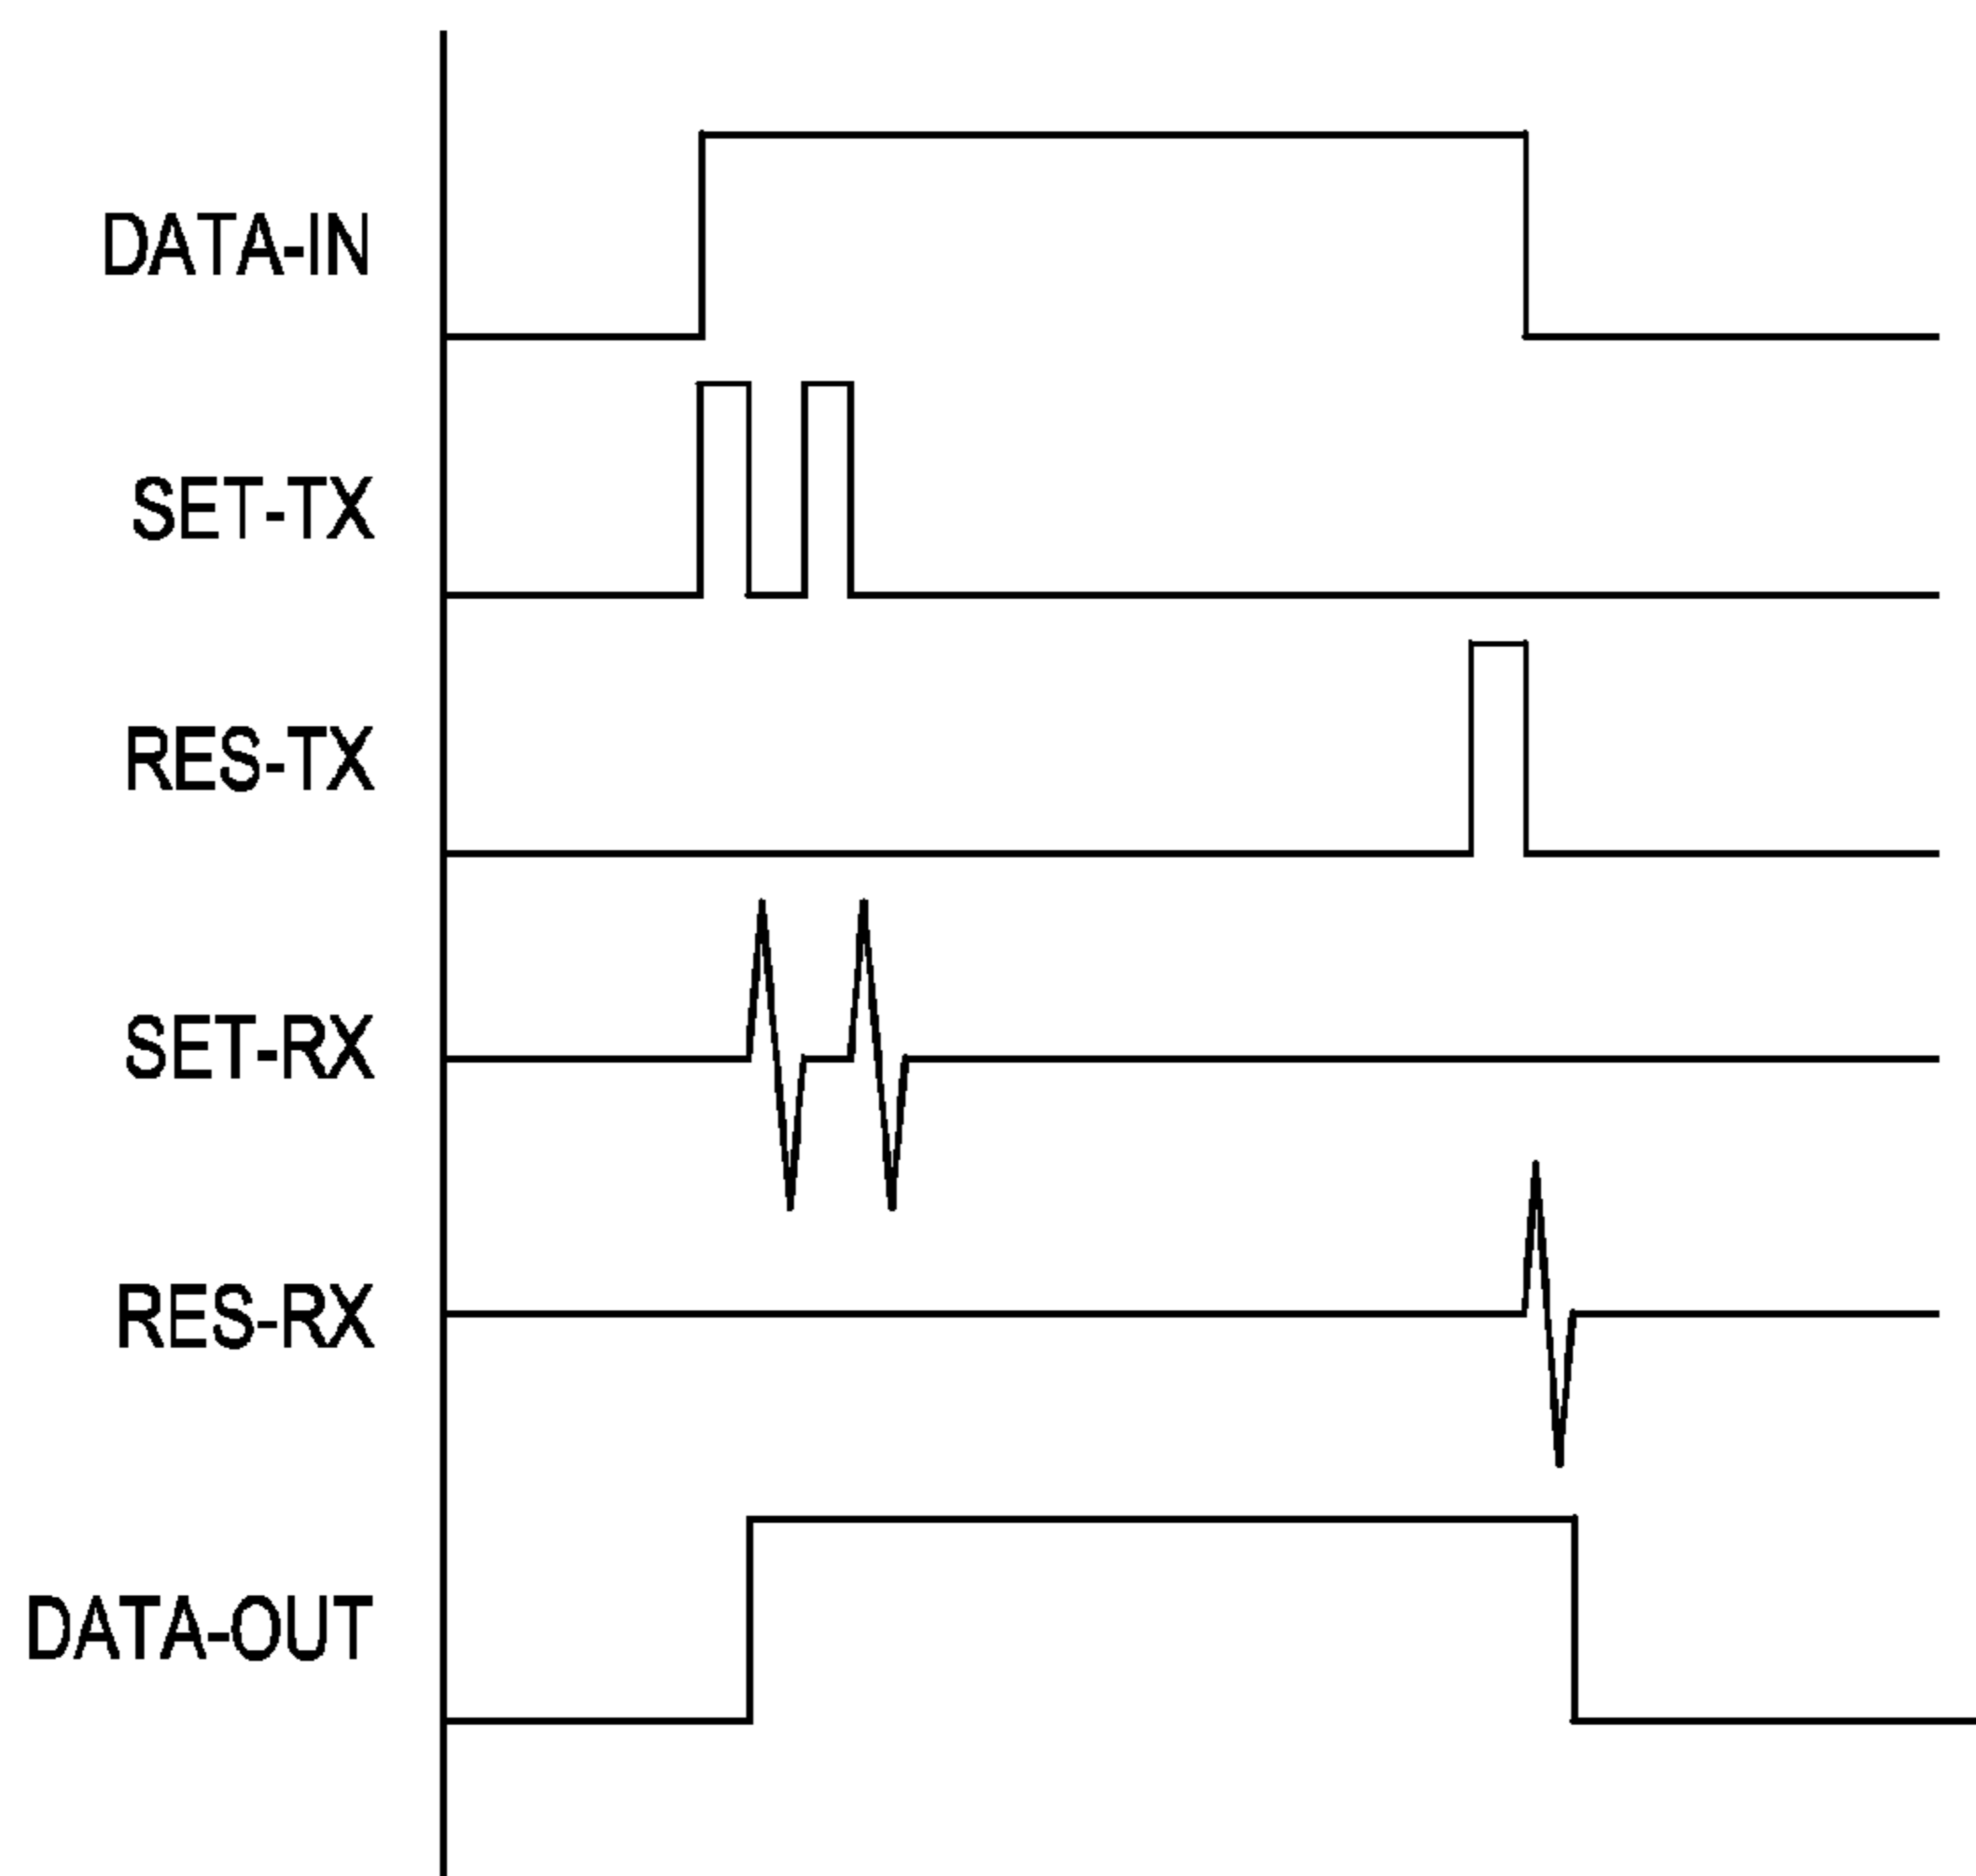 DATA-IN
SET-TX
RES-TX
SET-RX
RES-RX
DATA-OUT